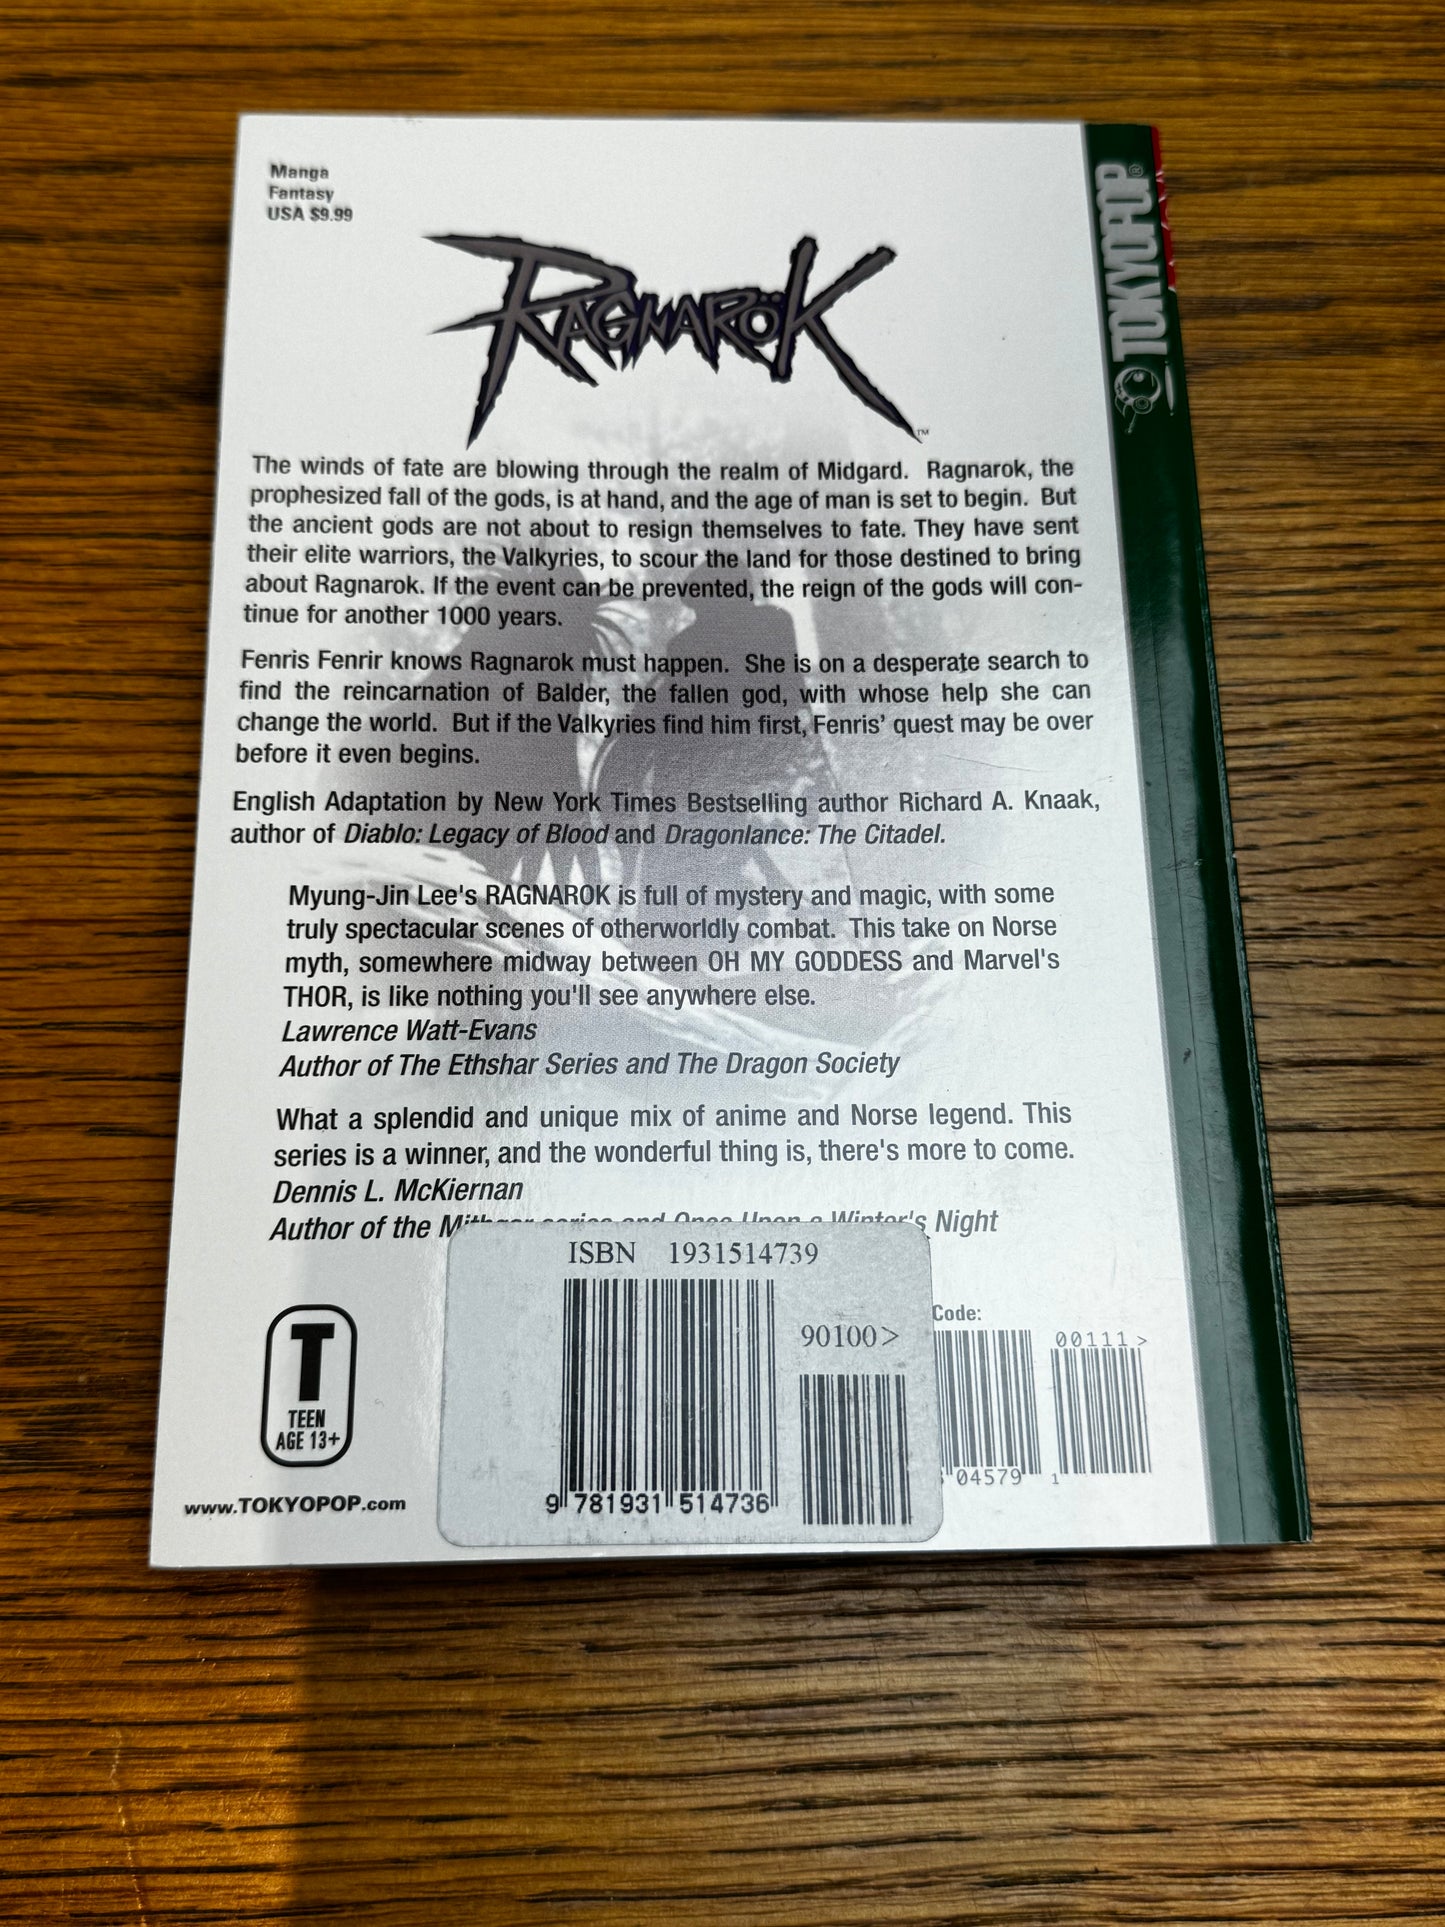 Manga
Fantasy
USA $9.99
RAGNARÖK
™
The winds of fate are blowing through the realm of Midgard. Ragnarok, the
prophesized fall of the gods, is at hand, and the age of man is set to begin. But
the ancient gods are not about to resign themselves to fate. They have sent
their elite warriors, the Valkyries, to scour the land for those destined to bring
about Ragnarok. If the event can be prevented, the reign of the gods will con-
tinue for another 1000 years.
Fenris Fenrir knows Ragnarok must happen. She is on a desperate search to
find the reincarnation of Balder, the fallen god, with whose help she can
change the world. But if the Valkyries find him first, Fenris' quest may be over
before it even begins.
English Adaptation by New York Times Bestselling author Richard A. Knaak,
author of Diablo: Legacy of Blood and Dragonlance: The Citadel.
Myung-Jin Lee's RAGNAROK is full of mystery and magic, with some
truly spectacular scenes of otherworldly combat. This take on Norse
myth, somewhere midway between OH MY GODDESS and Marvel's
THOR, is like nothing you'll see anywhere else.
Lawrence Watt-Evans
Author of The Ethshar Series and The Dragon Society
What a splendid and unique mix of anime and Norse legend. This
series is a winner, and the wonderful thing is, there's more to come.
Dennis L. McKiernan
Author of the Mithgar series and Once Upon a Winter's Night
ISBN 1931514739
90100>
9 781931 514736
Code:
00111 >
04579 1
T
TEEN
AGE 13+
www.TOKYOPOP.com
TOKYOPOP®